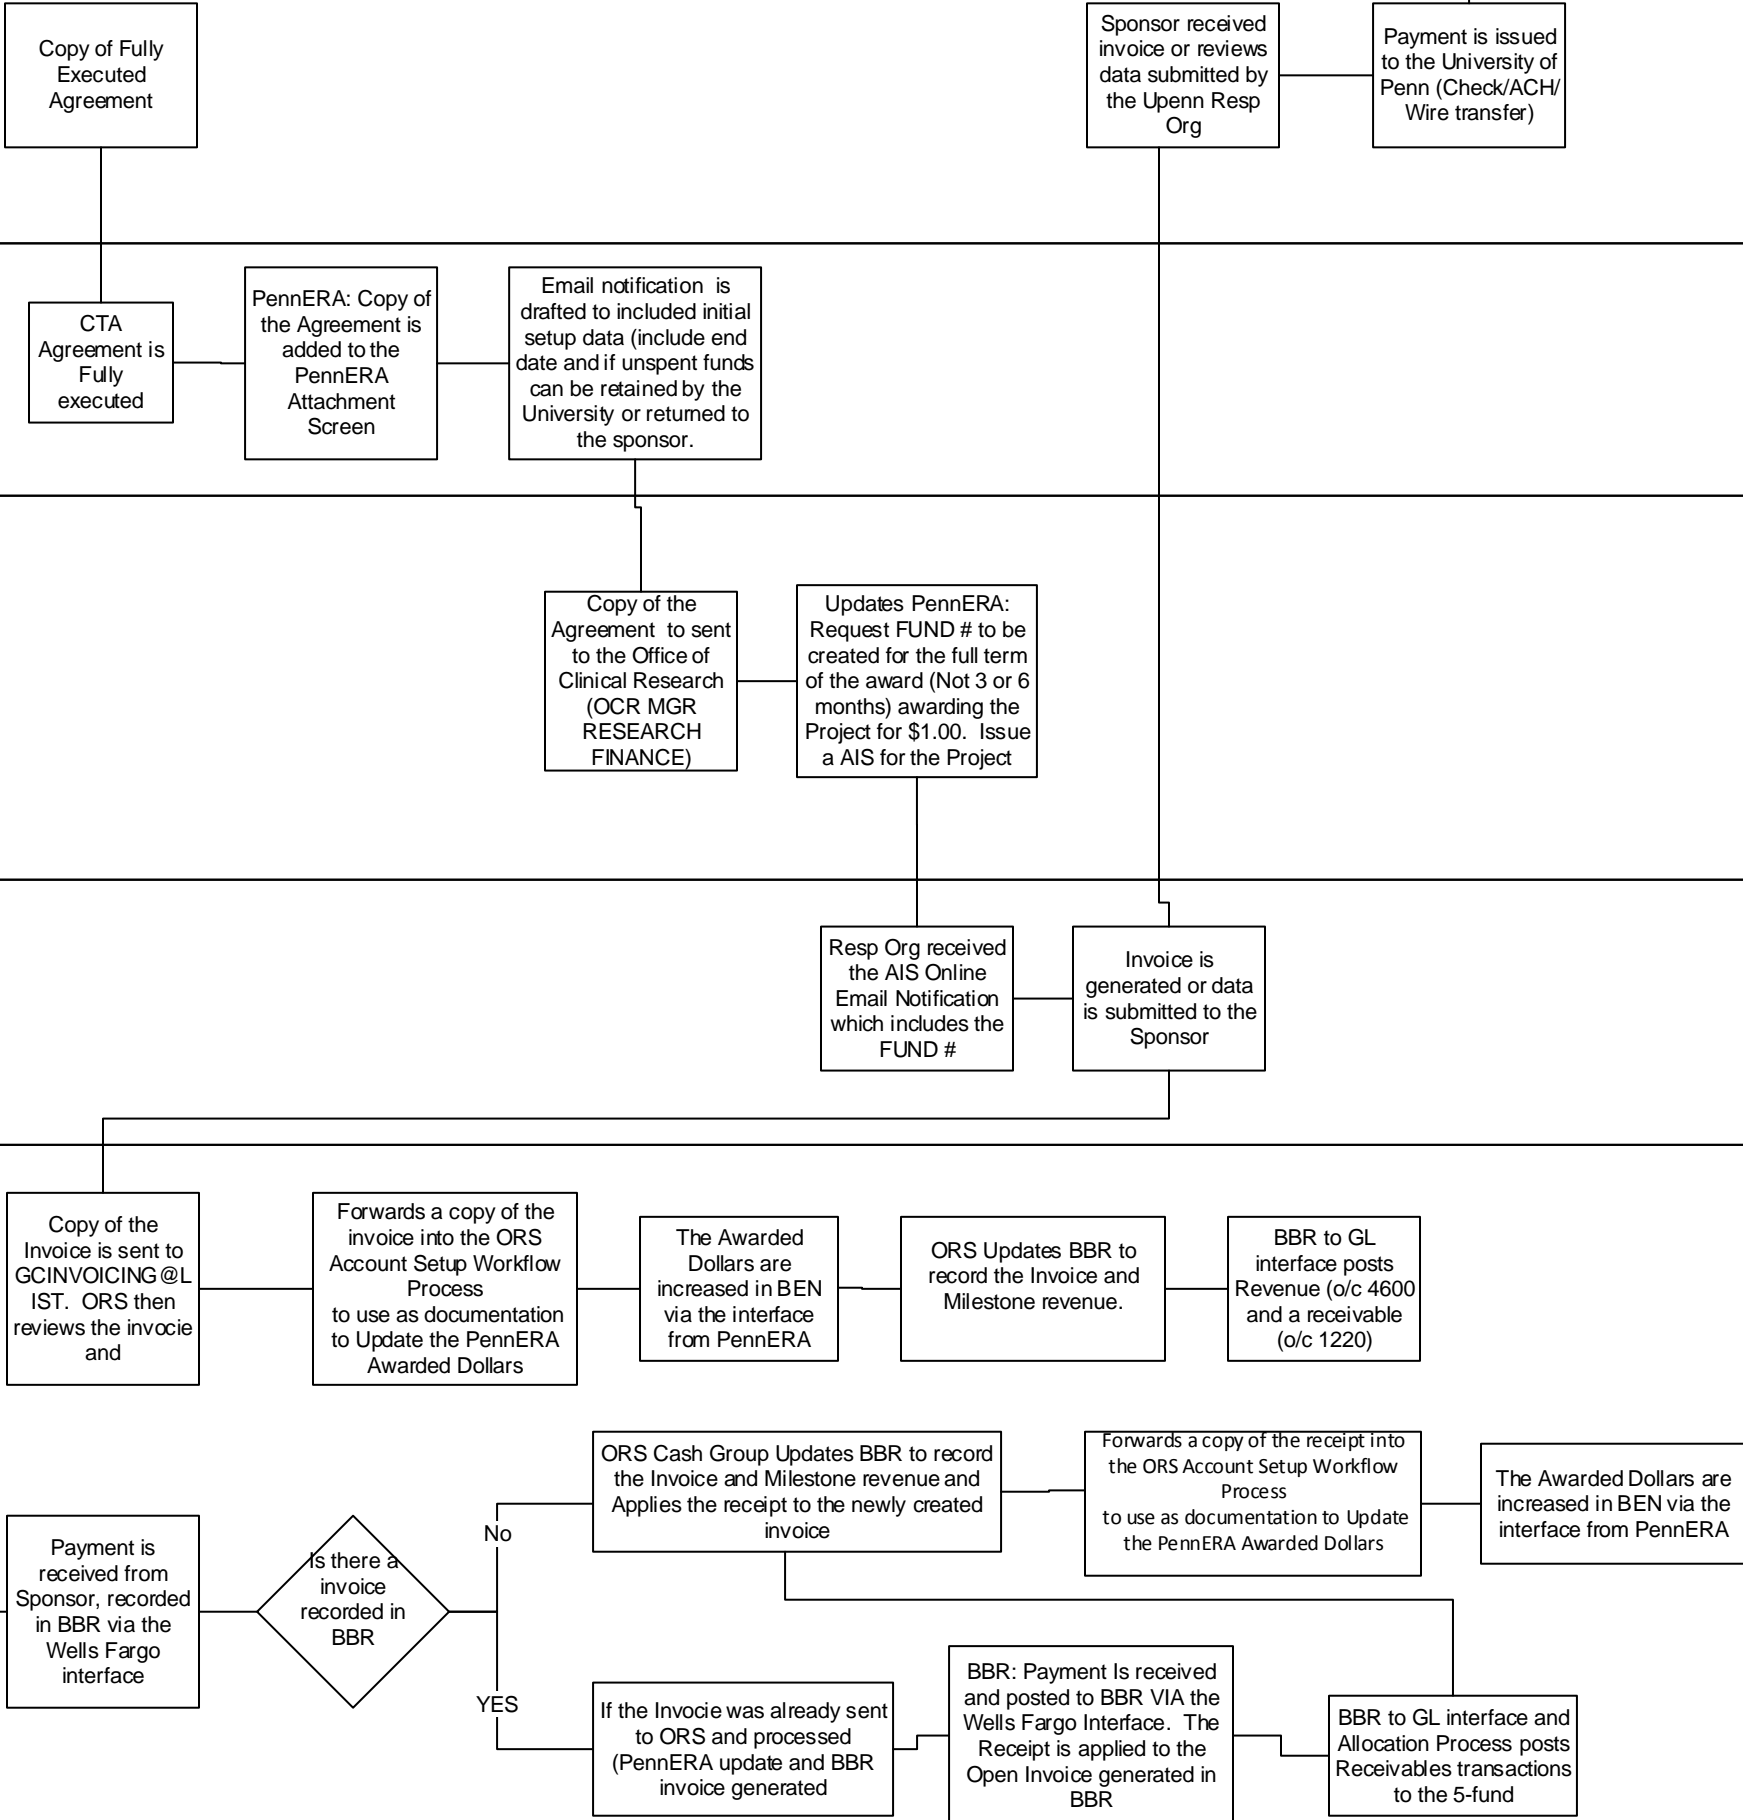 Copy of Fully
Executed
Agreement
Sponsor received
invoice or reviews
data submitted by
the Upenn Resp
Org
Payment is issued
to the University of
Penn (Check/ACH/
Wire transfer)
CTA
Agreement is
Fully
executed
PennERA: Copy of
the Agreement is
added to the
PennERA
Attachment
Screen
Email notification is
drafted to included initial
setup data (include end
date and if unspent funds
can be retained by the
University or returned to
the sponsor.
Copy of the
Agreement to sent
to the Office of
Clinical Research
(OCR MGR
RESEARCH
FINANCE)
Updates PennERA:
Request FUND # to be
created for the full term
of the award (Not 3 or 6
months) awarding the
Project for $1.00. Issue
a AIS for the Project
Resp Org received
the AIS Online
Email Notification
which includes the
FUND #
Invoice is
generated or data
is submitted to the
Sponsor
Copy of the
Invoice is sent to
GCINVOICING@L
IST. ORS then
reviews the invocie
and
Forwards a copy of the
invoice into the ORS
Account Setup Workflow
Process
to use as documentation
to Update the PennERA
Awarded Dollars
The Awarded
Dollars are
increased in BEN
via the interface
from PennERA
ORS Updates BBR to
record the Invoice and
Milestone revenue.
BBR to GL
interface posts
Revenue (o/c 4600
and a receivable
(o/c 1220)
Payment is
received from
Sponsor, recorded
in BBR via the
Wells Fargo
interface
Is there a
invoice
recorded in
BBR
No
ORS Cash Group Updates BBR to record
the Invoice and Milestone revenue and
Applies the receipt to the newly created
invoice
Forwards a copy of the receipt into
the ORS Account Setup Workflow
Process
to use as documentation to Update
the PennERA Awarded Dollars
The Awarded Dollars are
increased in BEN via the
interface from PennERA
YES
If the Invocie was already sent
to ORS and processed
(PennERA update and BBR
invoice generated
BBR: Payment Is received
and posted to BBR VIA the
Wells Fargo Interface. The
Receipt is applied to the
Open Invoice generated in
BBR
BBR to GL interface and
Allocation Process posts
Receivables transactions
to the 5-fund